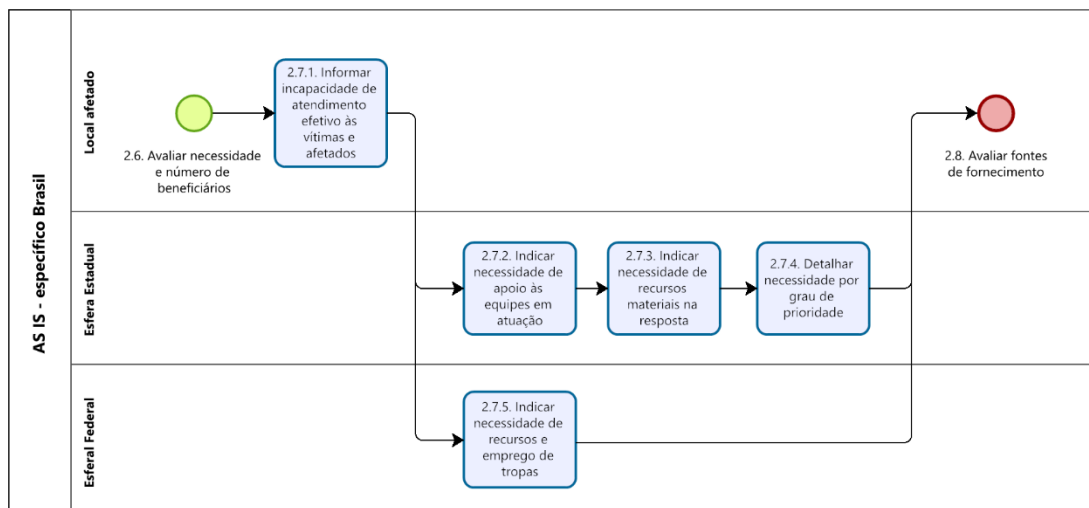 AS IS - específico Brasil
Local afetado
2.6. Avaliar necessidade
e número de
beneficiários
2.7.1. Informar
incapacidade de
atendimento
efetivo às
vítimas e
afetados
2.8. Avaliar fontes
de fornecimento
Esfera Estadual
2.7.2. Indicar
necessidade de
apoio às
equipes em
atuação
2.7.3. Indicar
necessidade de
recursos
materiais na
resposta
2.7.4. Detalhar
necessidade por
grau de
prioridade
Esferal Federal
2.7.5. Indicar
necessidade de
recursos e
emprego de
tropas